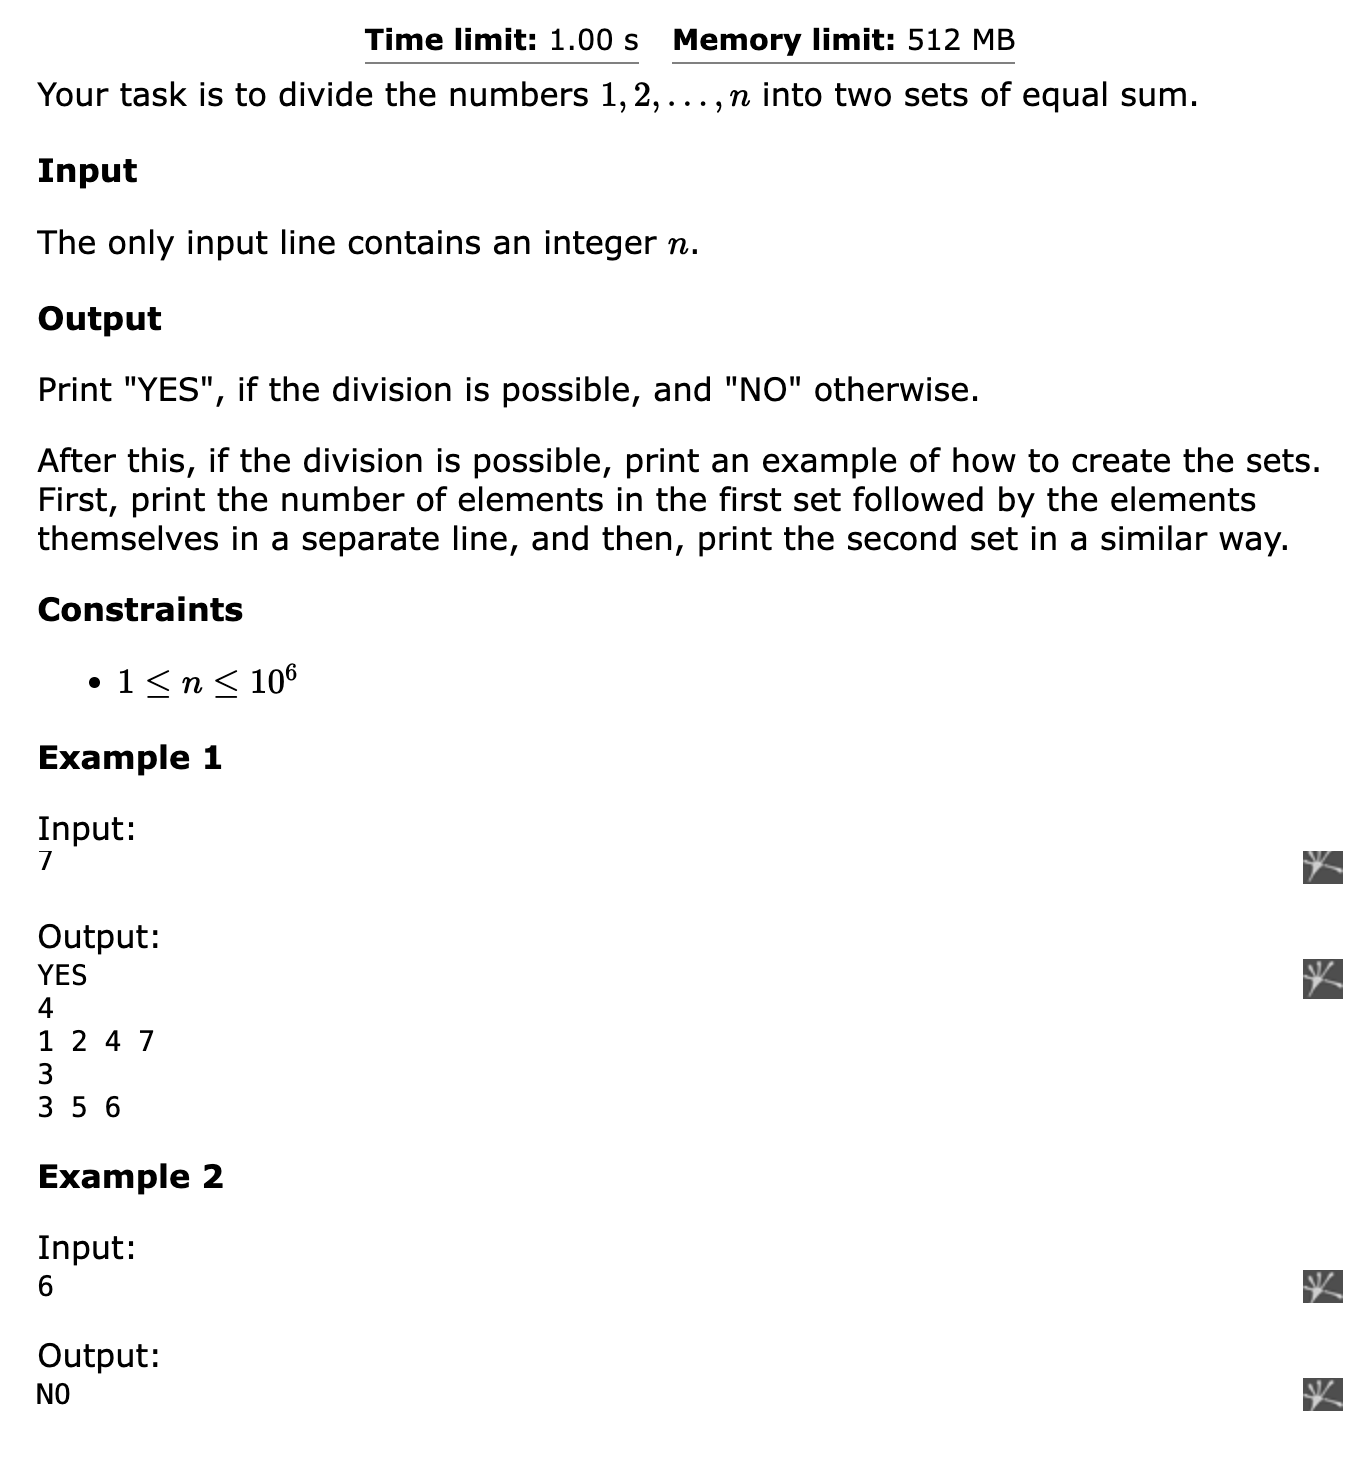 Time limit: 1.00 s Memory limit: 512 MB
Your task is to divide the numbers 1, 2, . . . , n into two sets of equal sum.
Input
The only input line contains an integer n.
Output
Print "YES", if the division is possible, and "NO" otherwise.
After this, if the division is possible, print an example of how to create the sets.
First, print the number of elements in the first set followed by the elements
themselves in a separate line, and then, print the second set in a similar way.
Constraints
• 1 ≤ n ≤ 10⁶
Example 1
Input:
7
Output:
YES
4
1 2 4 7
3
3 5 6
Example 2
Input:
6
Output:
NO